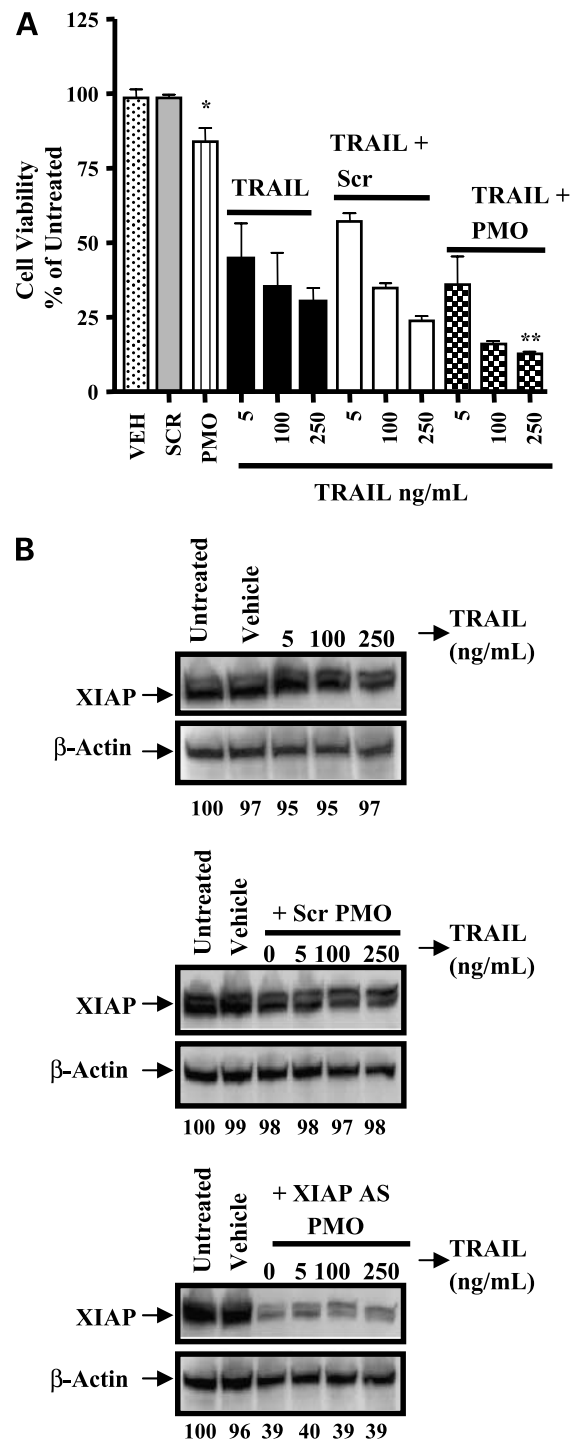 A
Cell Viability
% of Untreated
125
100
75
50
25
0
*
TRAIL
TRAIL +
Scr
TRAIL +
PMO
**
VEH SCR PMO 5 100 250 5 100 250 5 100 250
TRAIL ng/mL
B
Untreated Vehicle 5 100 250 TRAIL
(ng/mL)
XIAP
β-Actin
100 97 95 95 97
Untreated Vehicle + Scr PMO
0 5 100 250 TRAIL
(ng/mL)
XIAP
β-Actin
100 99 98 98 97 98
Untreated Vehicle + XIAP AS
PMO
0 5 100 250 TRAIL
(ng/mL)
XIAP
β-Actin
100 96 39 40 39 39